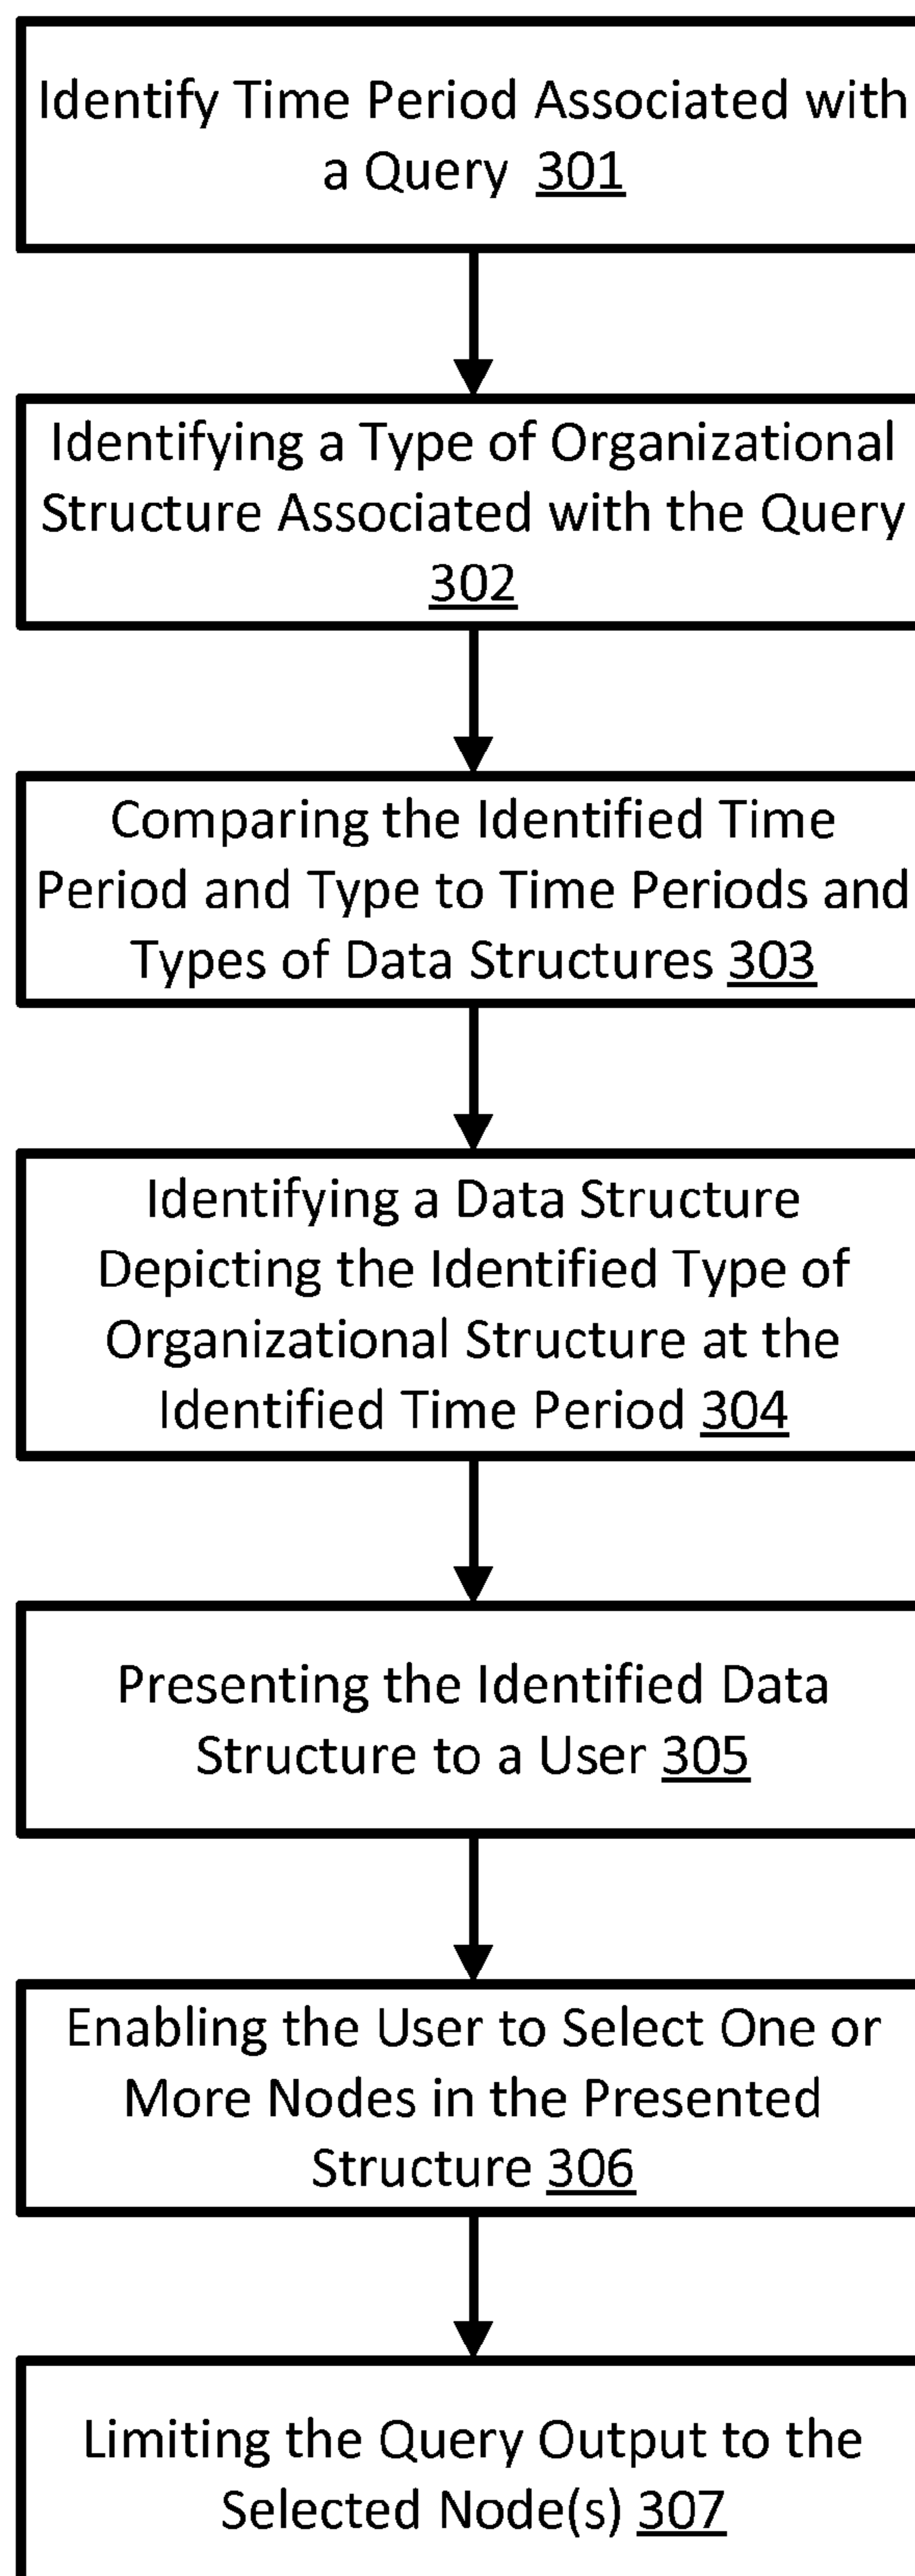 Identify Time Period Associated with
a Query 301
Identifying a Type of Organizational
Structure Associated with the Query
302
Comparing the Identified Time
Period and Type to Time Periods and
Types of Data Structures 303
Identifying a Data Structure
Depicting the Identified Type of
Organizational Structure at the
Identified Time Period 304
Presenting the Identified Data
Structure to a User 305
Enabling the User to Select One or
More Nodes in the Presented
Structure 306
Limiting the Query Output to the
Selected Node(s) 307